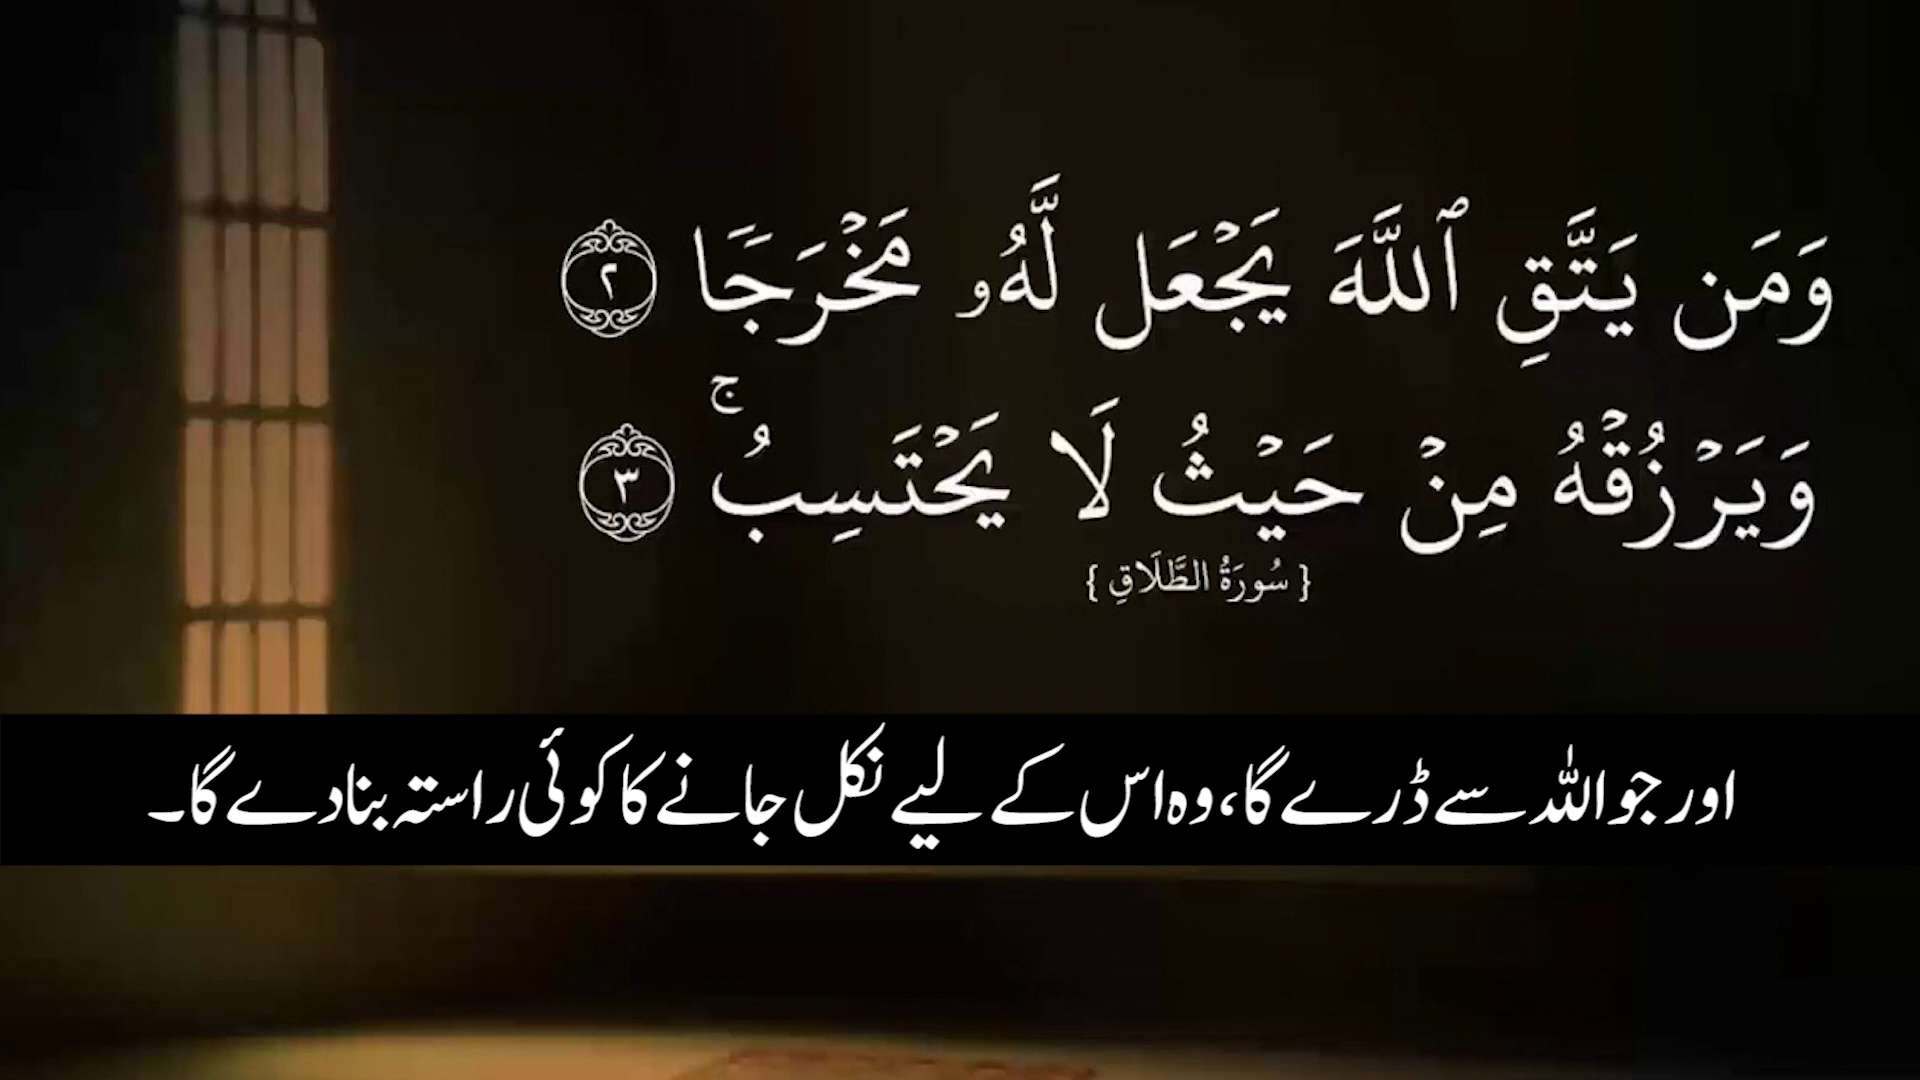 وَمَن يَتَّقِ ٱللَّهَ يَجْعَل لَّهُۥ مَخْرَجًا ٢
وَيَرْزُقْهُ مِنْ حَيْثُ لَا يَحْتَسِبُ ۚ ٣
{ سُورَةُ الطَّلَاقِ }
اور جو اللہ سے ڈرے گا، وہ اس کے لیے نکل جانے کا کوئی راستہ بنا دے گا۔